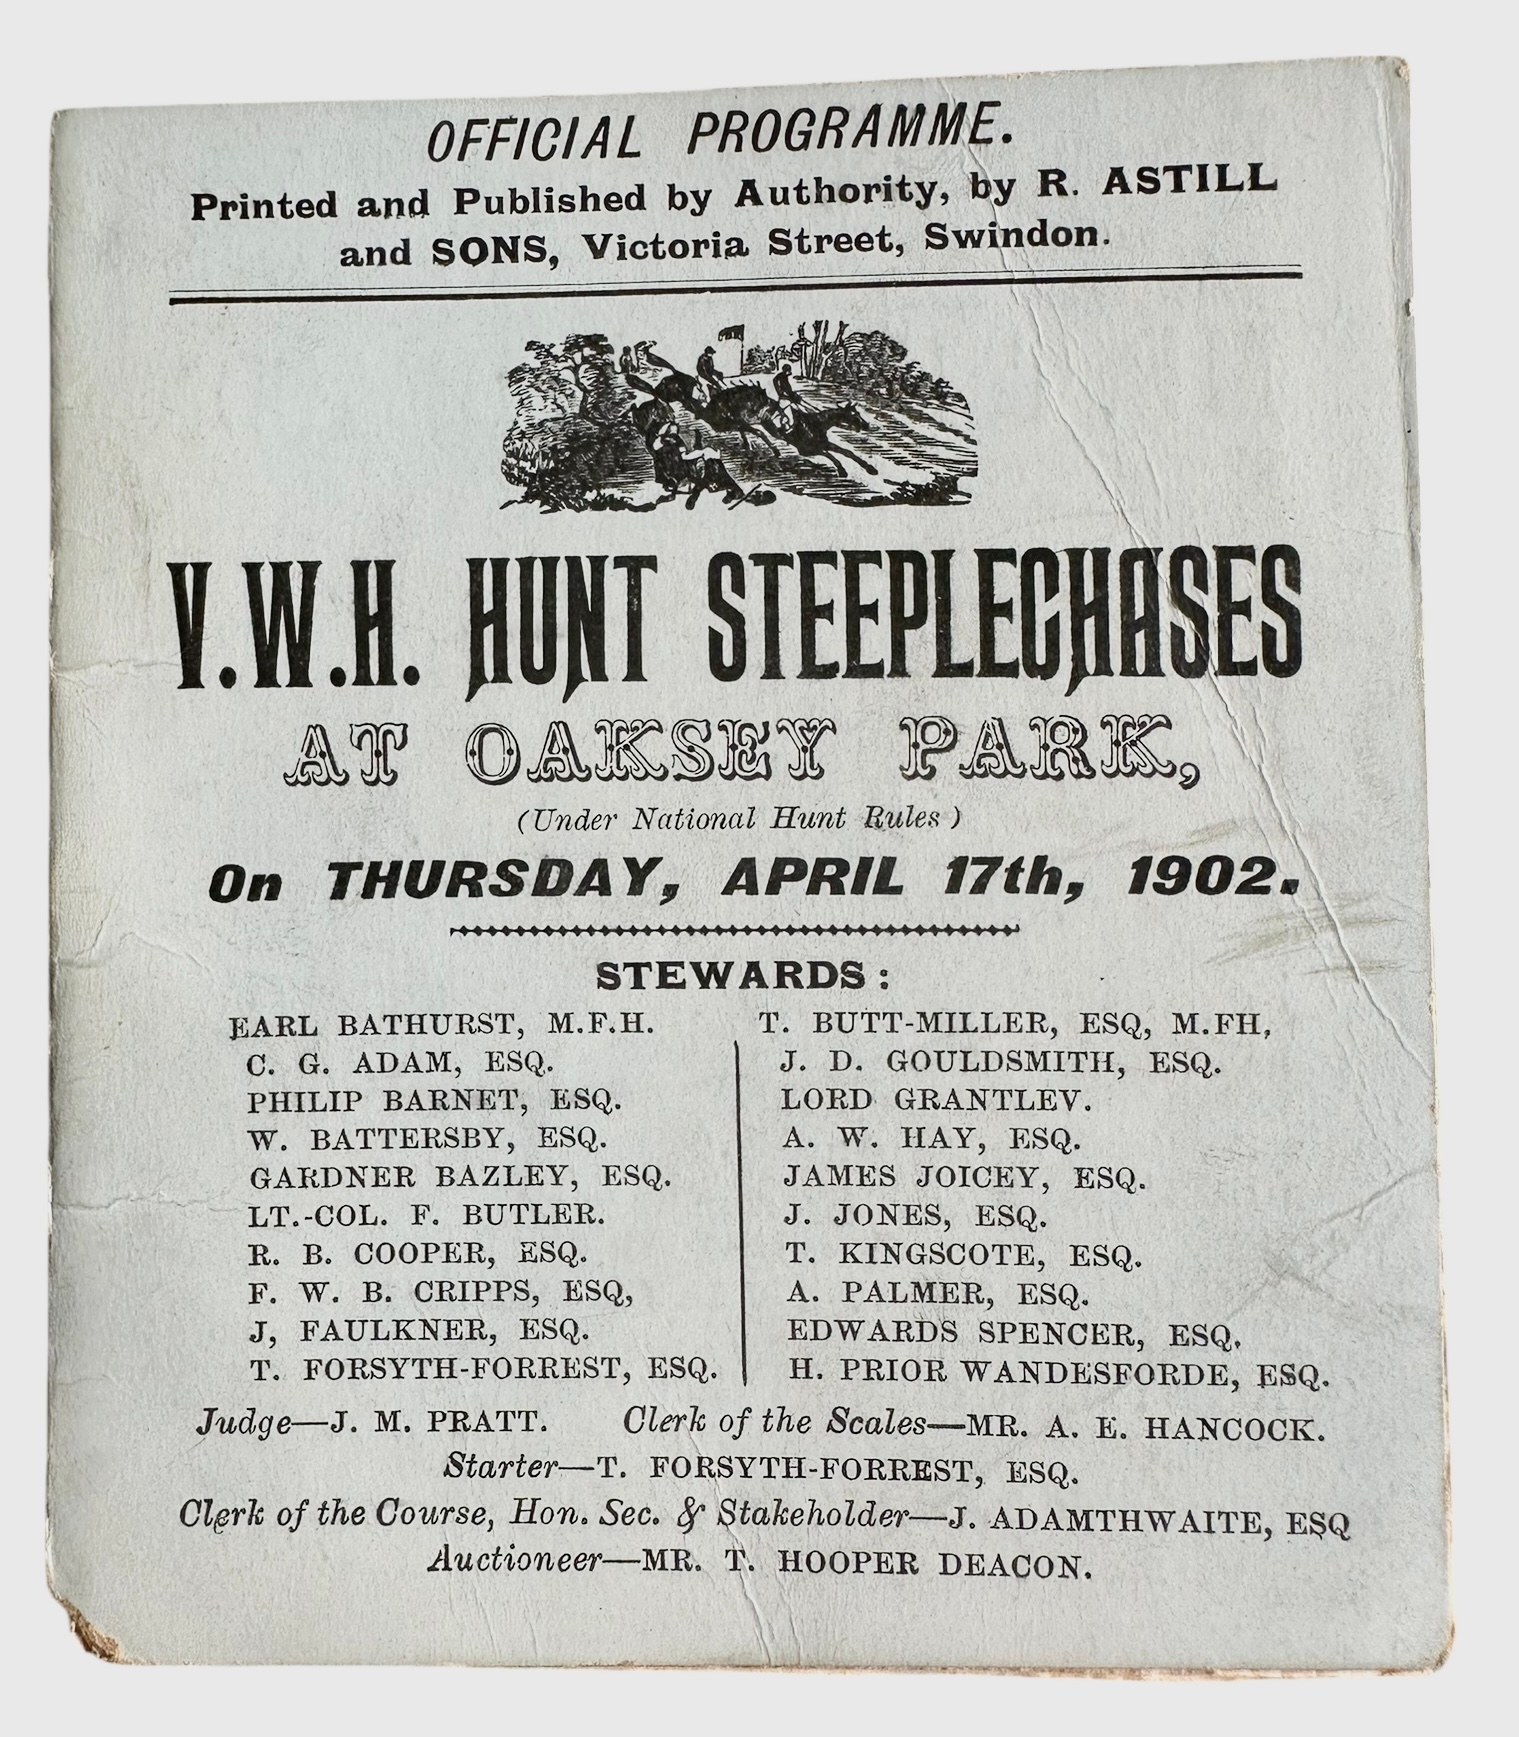 OFFICIAL PROGRAMME.
Printed and Published by Authority, by R. ASTILL
and SONS, Victoria Street, Swindon.
V.W.H. HUNT STEEPLECHASES
AT OAKSEY PARK,
(Under National Hunt Rules)
On THURSDAY, APRIL 17th, 1902.
STEWARDS:
EARL BATHURST, M.F.H.
C. G. ADAM, ESQ.
PHILIP BARNET, ESQ.
W. BATTERSBY, ESQ.
GARDNER BAZLEY, ESQ.
LT.-COL. F. BUTLER.
R. B. COOPER, ESQ.
F. W. B. CRIPPS, ESQ,
J, FAULKNER, ESQ.
T. FORSYTH-FORREST, ESQ.
T. BUTT-MILLER, ESQ, M.FH,
J. D. GOULDSMITH, ESQ.
LORD GRANTLEV.
A. W. HAY, ESQ.
JAMES JOICEY, ESQ.
J. JONES, ESQ.
T. KINGSCOTE, ESQ.
A. PALMER, ESQ.
EDWARDS SPENCER, ESQ.
H. PRIOR WANDESFORDE, ESQ.
Judge—J. M. PRATT. Clerk of the Scales—MR. A. E. HANCOCK.
Starter—T. FORSYTH-FORREST, ESQ.
Clerk of the Course, Hon. Sec. & Stakeholder—J. ADAMTHWAITE, ESQ
Auctioneer—MR. T. HOOPER DEACON.